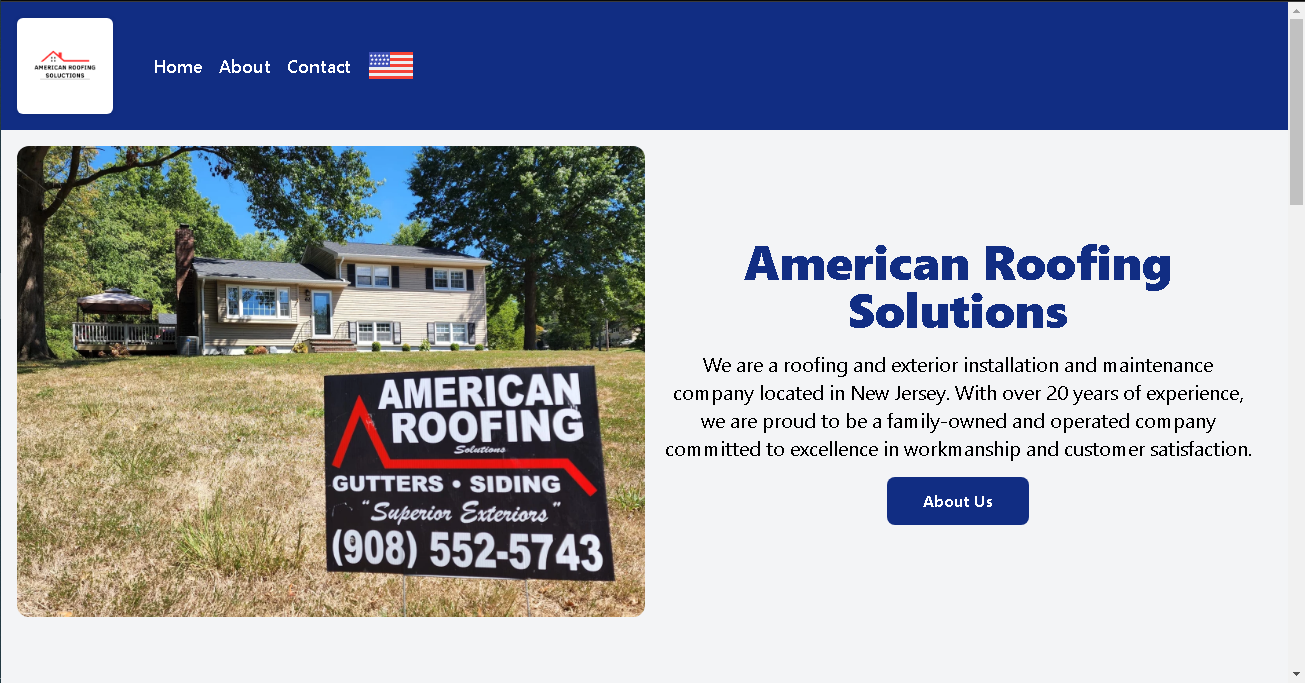 AMERICAN ROOFING
SOLUCTIONS
Home About Contact
AMERICAN
ROOFING
Solutions
GUTTERS • SIDING
"Superior Exteriors"
(908) 552-5743
American Roofing
Solutions
We are a roofing and exterior installation and maintenance
company located in New Jersey. With over 20 years of experience,
we are proud to be a family-owned and operated company
committed to excellence in workmanship and customer satisfaction.
About Us